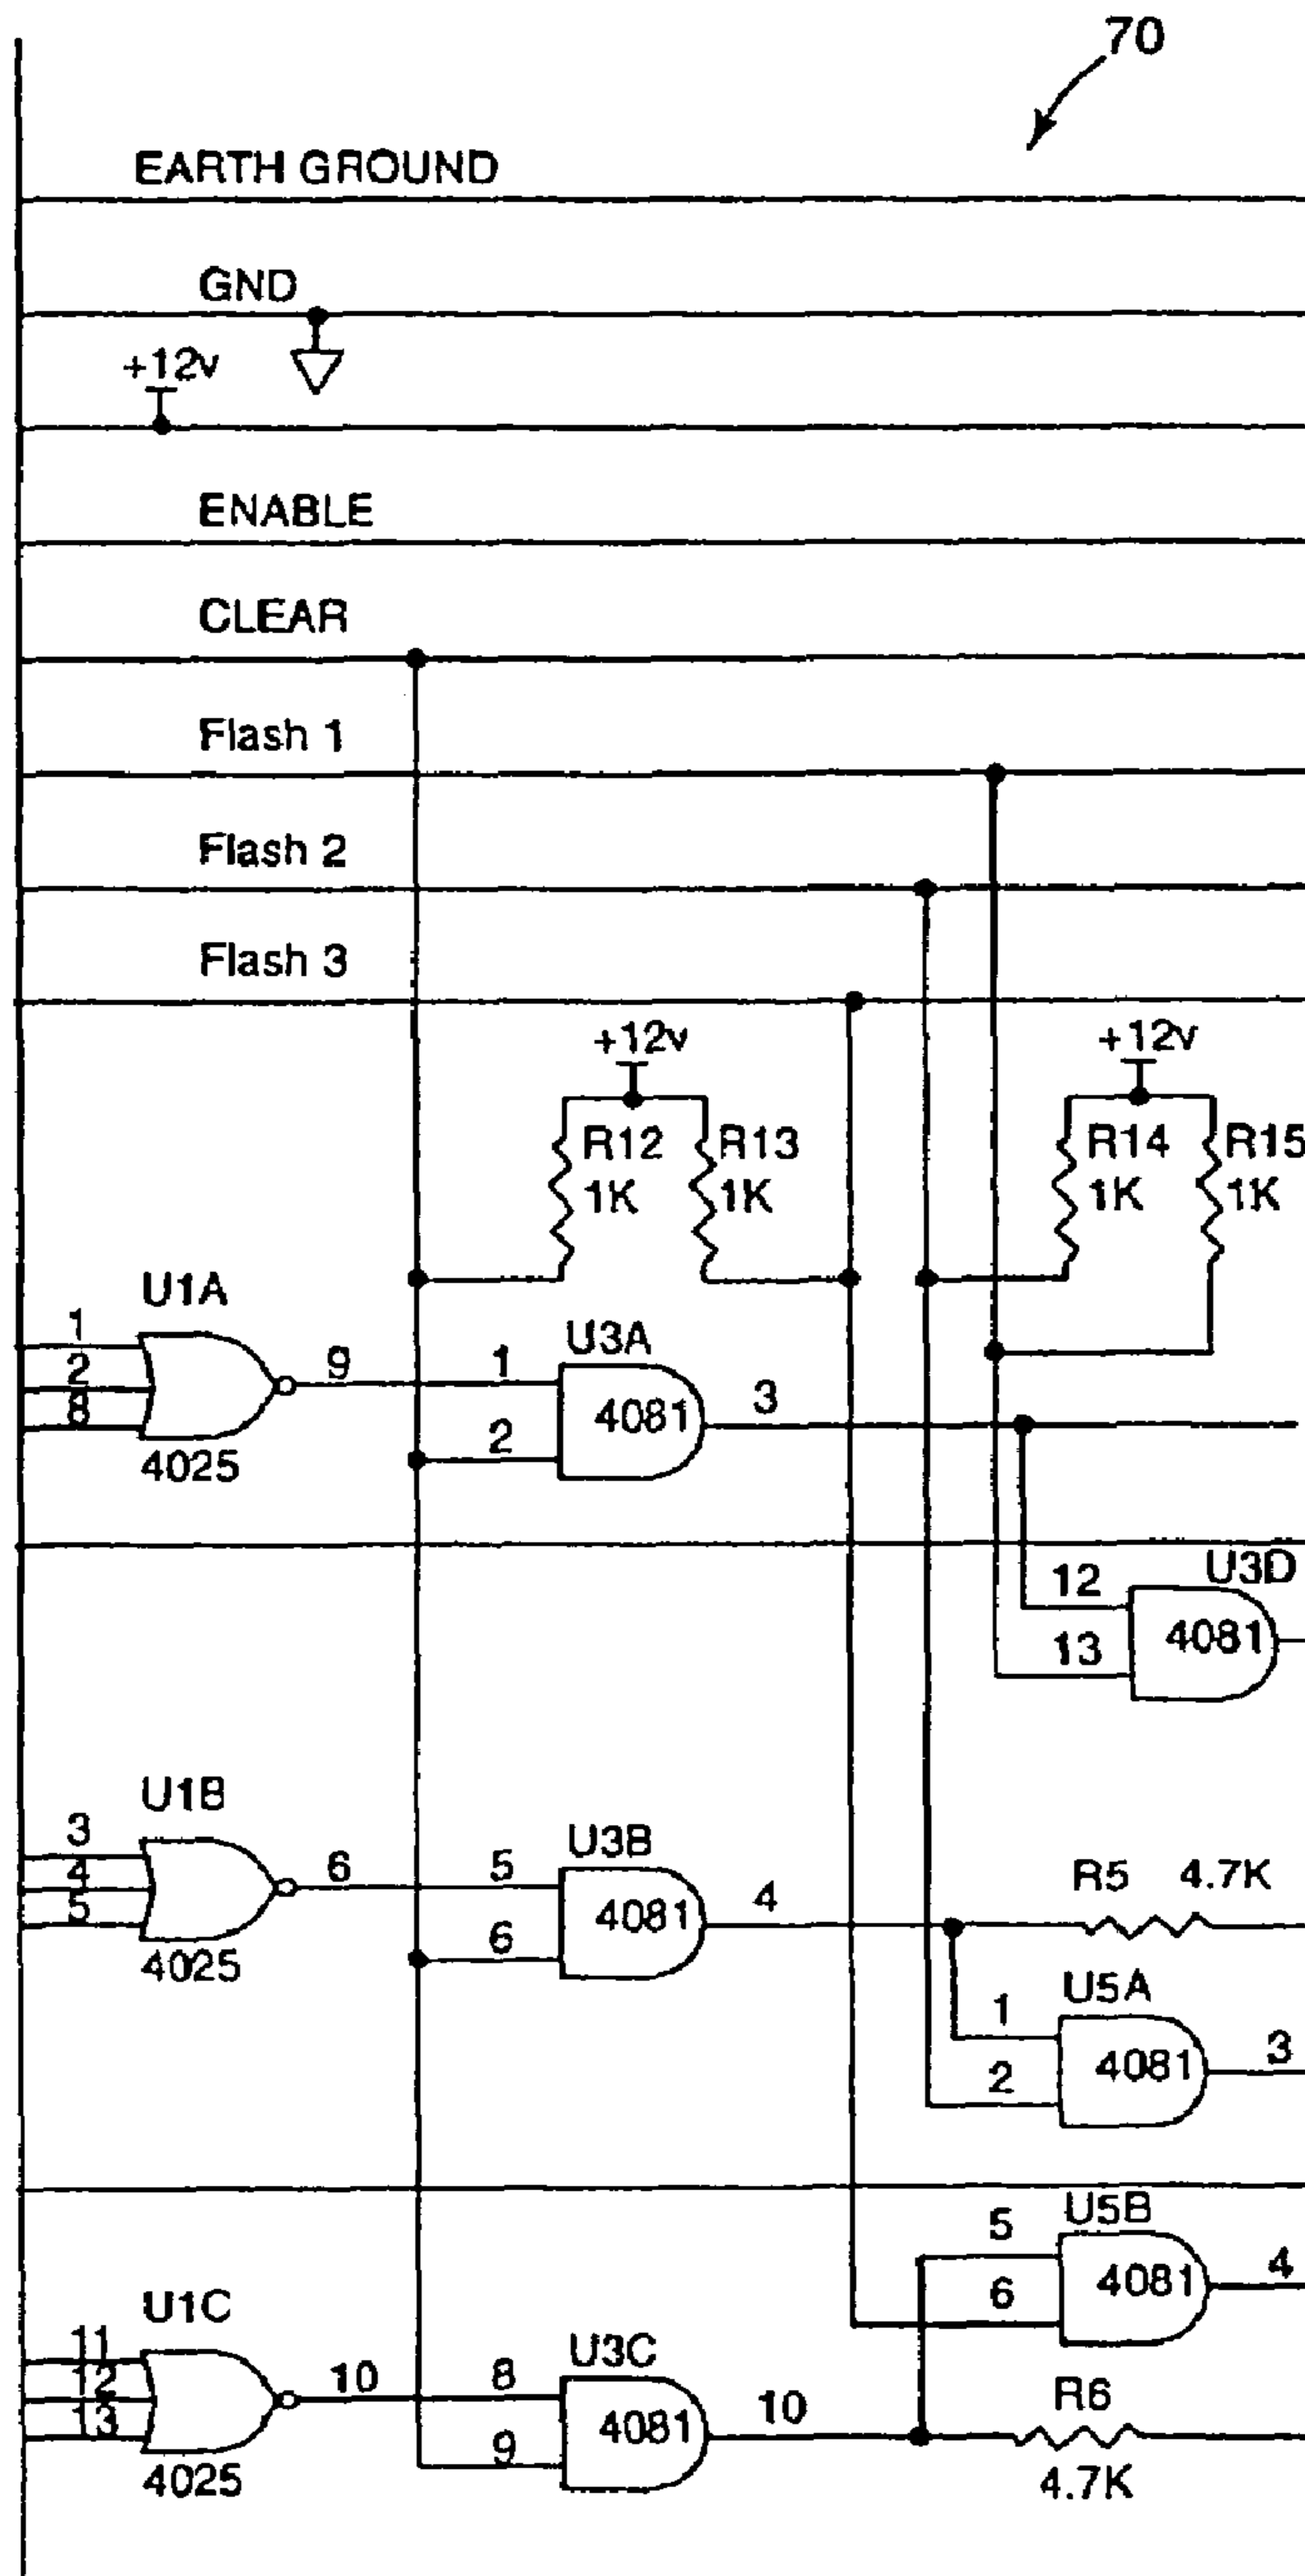 70
EARTH GROUND
GND
+12v
ENABLE
CLEAR
Flash 1
Flash 2
Flash 3
+12v
+12v
R12
1K
R13
1K
R14
1K
R15
1K
U1A
1
2
8
9
4025
U3A
1
2
4081
3
U3D
12
13
4081
U1B
3
4
5
6
4025
U3B
5
6
4081
4
R5 4.7K
U5A
1
2
4081
3
U5B
5
6
4081
4
U1C
11
12
13
10
4025
U3C
8
9
4081
10
R6
4.7K